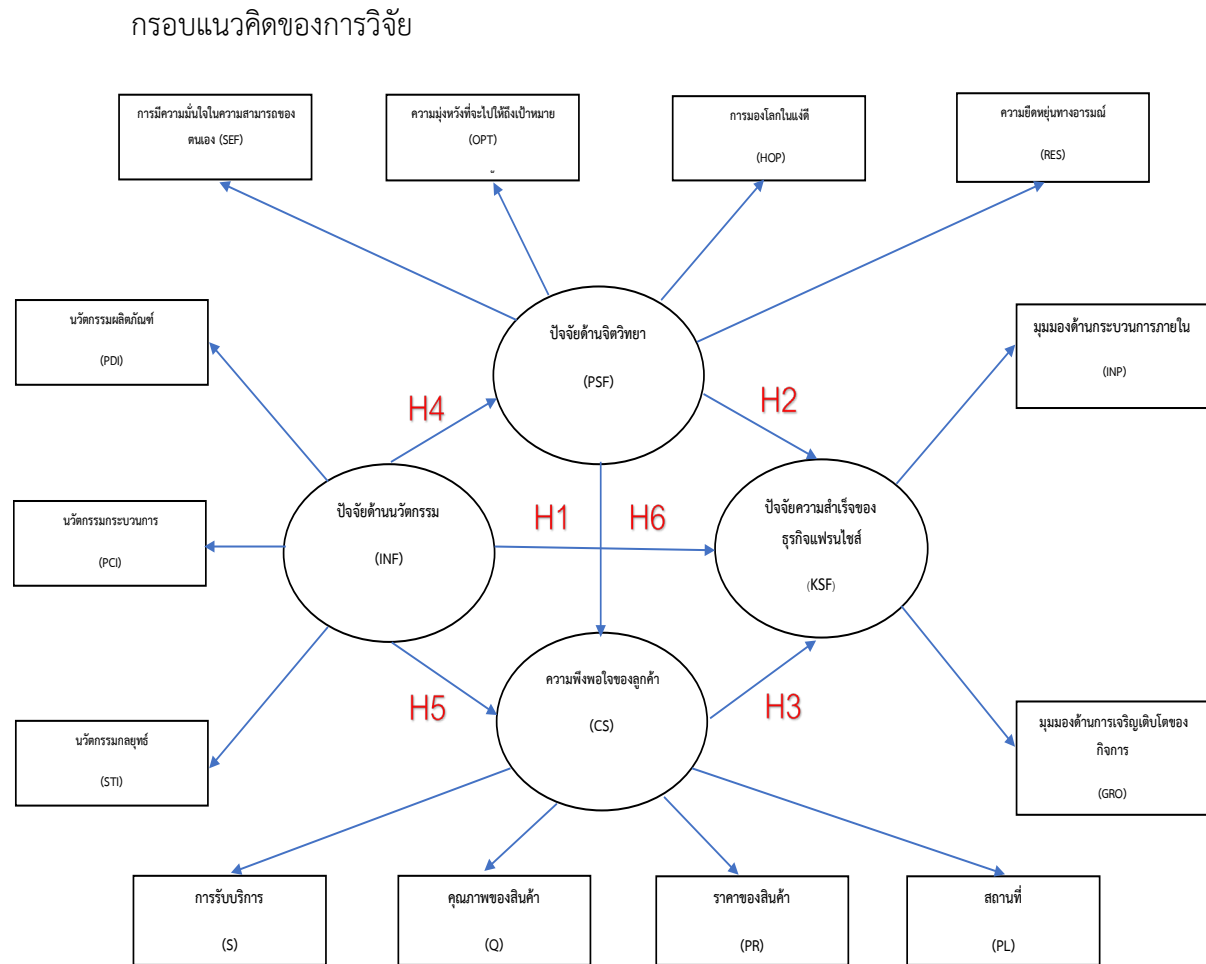 กรอบแนวคิดของการวิจัย
การมีความมั่นใจในความสามารถของ
ตนเอง (SEF)
ความมุ่งหวังที่จะไปให้ถึงเป้าหมาย
(OPT)
การมองโลกในแง่ดี
(HOP)
ความยืดหยุ่นทางอารมณ์
(RES)
นวัตกรรมผลิตภัณฑ์
(PDI)
ปัจจัยด้านจิตวิทยา
(PSF)
มุมมองด้านกระบวนการภายใน
(INP)
H4
H2
นวัตกรรมกระบวนการ
(PCI)
ปัจจัยด้านนวัตกรรม
(INF)
H1
H6
ปัจจัยความสำเร็จของ
ธุรกิจแฟรนไชส์
(KSF)
H5
ความพึงพอใจของลูกค้า
(CS)
H3
นวัตกรรมกลยุทธ์
(STI)
มุมมองด้านการเจริญเติบโตของ
กิจการ
(GRO)
การรับบริการ
(S)
คุณภาพของสินค้า
(Q)
ราคาของสินค้า
(PR)
สถานที่
(PL)